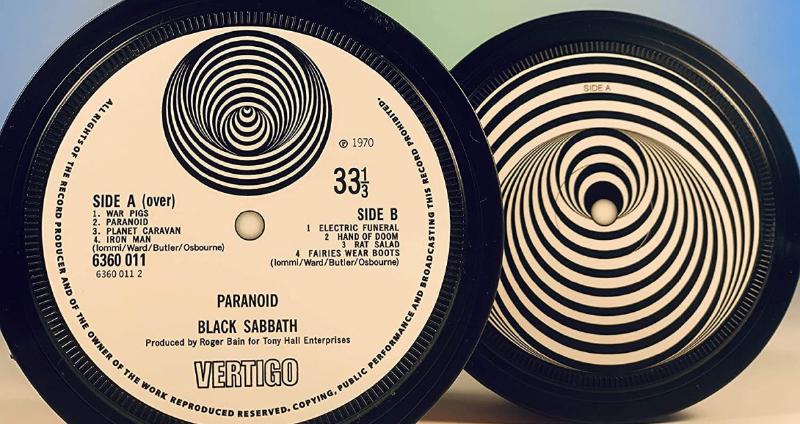 ALL RIGHTS OF THE RECORD PRODUCER AND OF THE OWNER OF THE WORK REPRODUCED RESERVED. COPYING, PUBLIC PERFORMANCE AND BROADCASTING THIS RECORD PROHIBITED.
℗ 1970
33⅓
SIDE A (over)
1. WAR PIGS
2. PARANOID
3. PLANET CARAVAN
4. IRON MAN
(Iommi/Ward/Butler/Osbourne)
6360 011
6360 011 2
SIDE B
1 ELECTRIC FUNERAL
2 HAND OF DOOM
3 RAT SALAD
4 FAIRIES WEAR BOOTS
(Iommi/Ward/Butler/Osbourne)
PARANOID
BLACK SABBATH
Produced by Roger Bain for Tony Hall Enterprises
VERTIGO
SIDE A